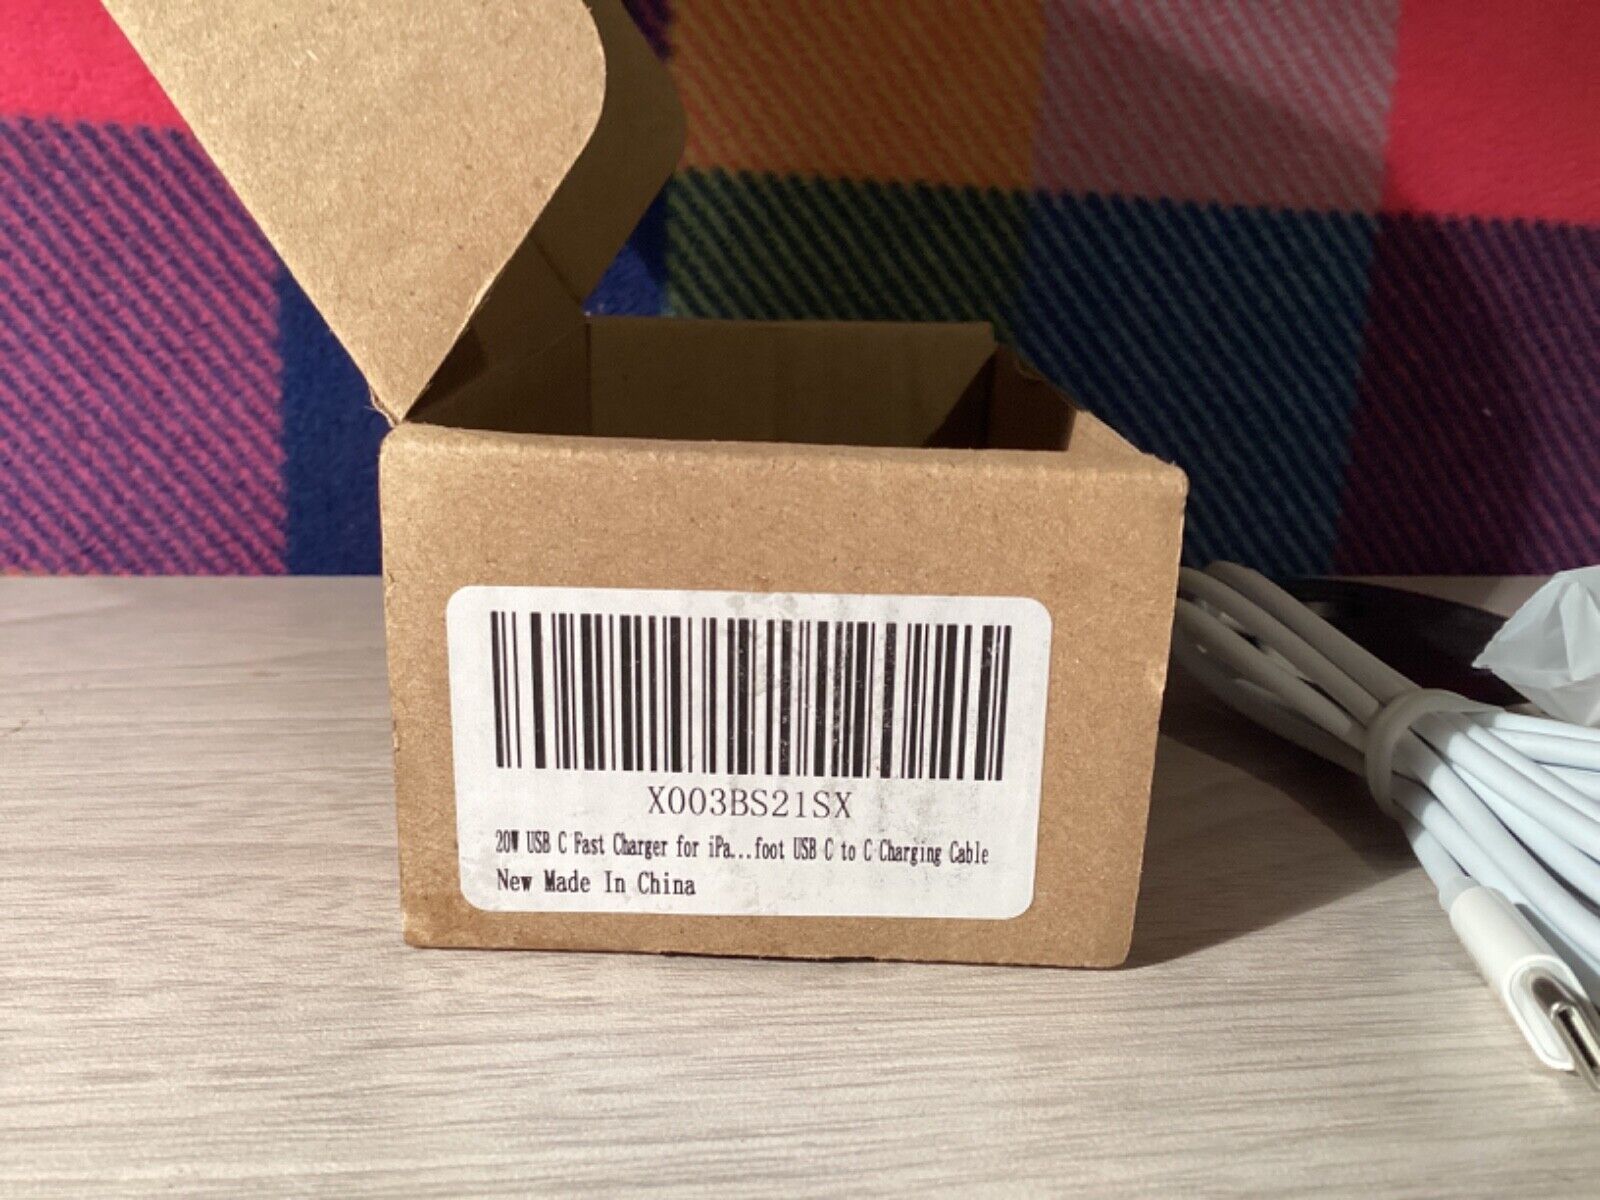 X003BS21SX
20W USB C Fast Charger for iPa...foot USB C to C Charging Cable
New Made In China